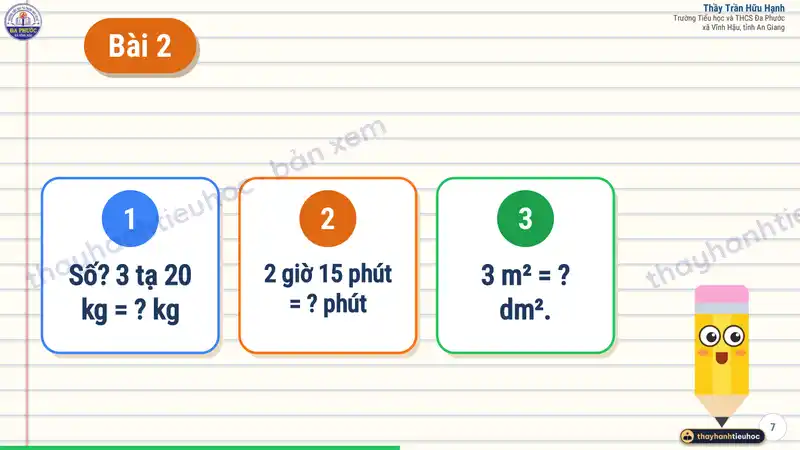 Thầy Trần Hữu Hạnh
Trường Tiểu học và THCS Đa Phước
xã Vĩnh Hậu, tỉnh An Giang
ĐA PHƯỚC
Bài 2
thayhanhtieuhoc - bản xem
thayhanhtie
1
Số? 3 tạ 20
kg = ? kg
2
2 giờ 15 phút
= ? phút
3
3 m² = ?
dm².
7
thayhanhtieuhoc